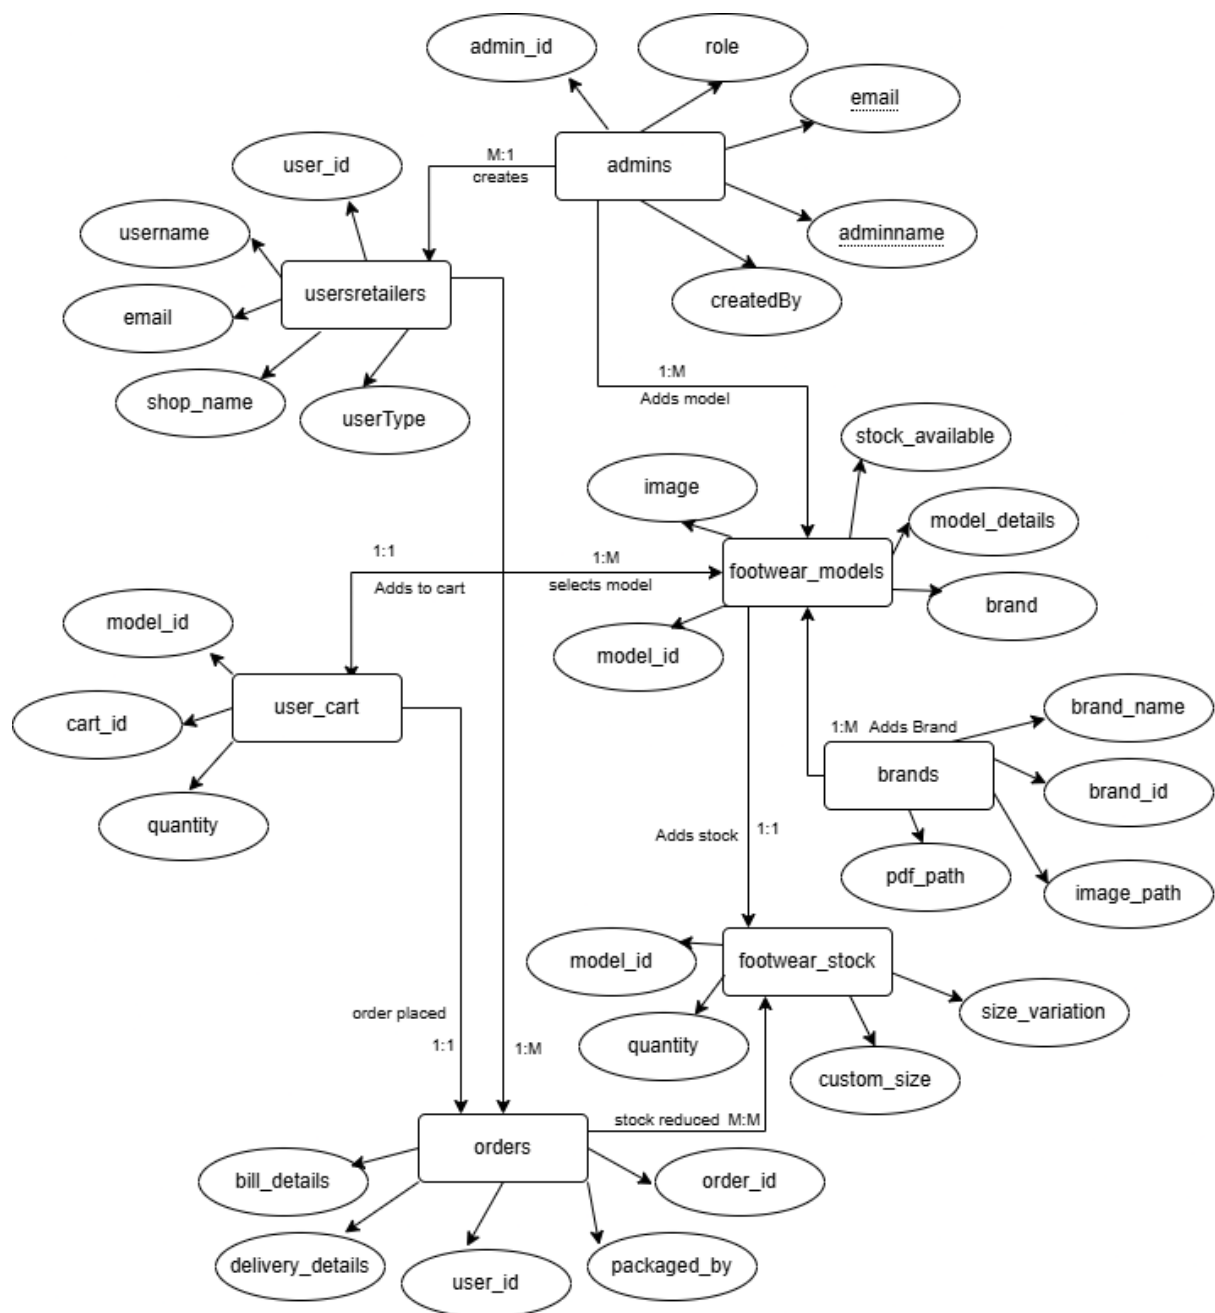 admin_id
role
email
user_id
M:1
creates
admins
username
adminname
usersretailers
createdBy
email
shop_name
userType
1:M
Adds model
stock_available
image
model_details
1:1
1:M
Adds to cart
selects model
footwear_models
brand
model_id
model_id
user_cart
cart_id
brand_name
1:M Adds Brand
brands
brand_id
quantity
Adds stock
1:1
pdf_path
image_path
model_id
footwear_stock
size_variation
order placed
1:1
1:M
quantity
custom_size
stock reduced M:M
orders
bill_details
order_id
delivery_details
packaged_by
user_id